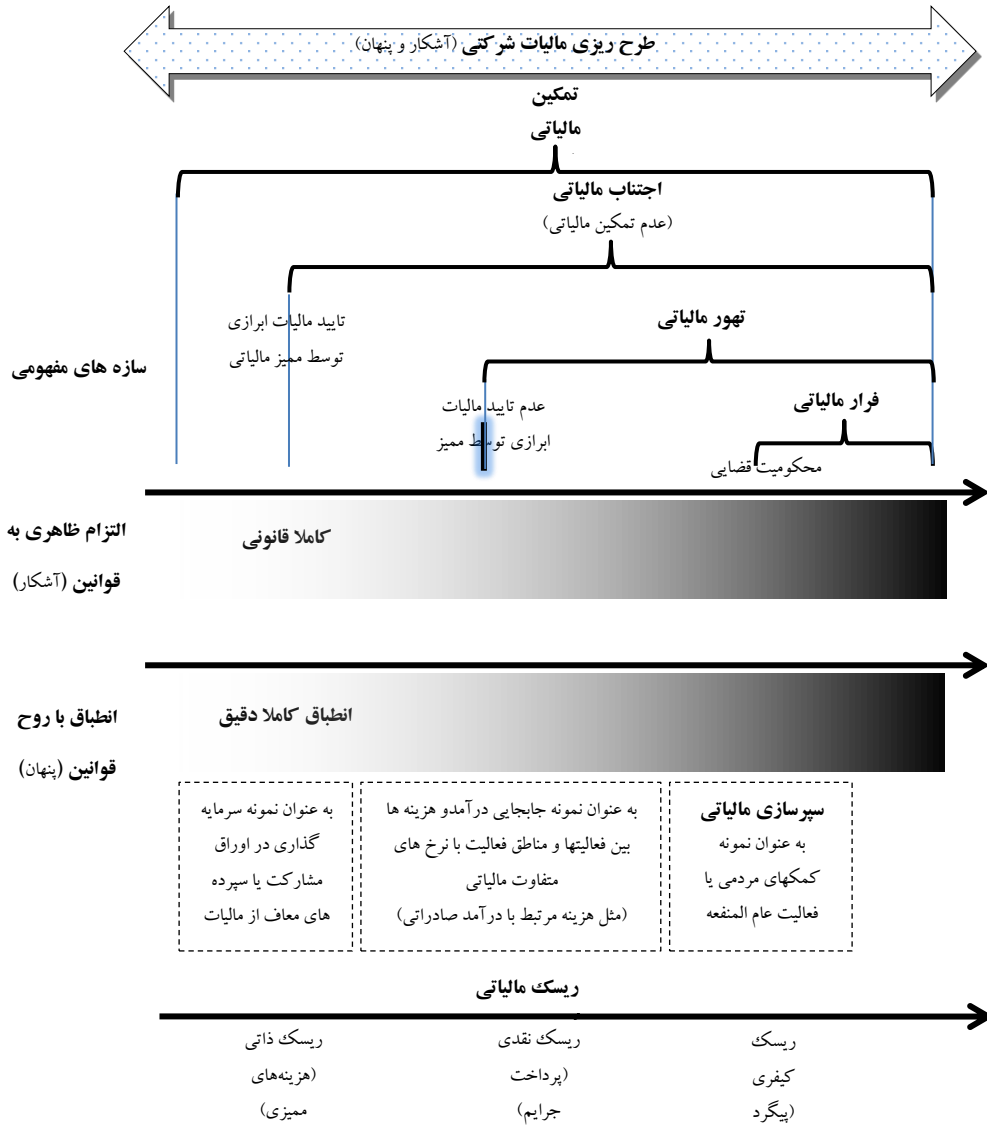 طرح ریزی مالیات شرکتی (آشکار و پنهان)
تمکین
مالیاتی
اجتناب مالیاتی
(عدم تمکین مالیاتی)
تایید مالیات ابرازی
توسط ممیز مالیاتی
تهور مالیاتی
سازه های مفهومی
عدم تایید مالیات
ابرازی توسط ممیز
فرار مالیاتی
محکومیت قضایی
التزام ظاهری به
قوانین (آشکار)
کاملا قانونی
انطباق با روح
قوانین (پنهان)
انطباق کاملا دقیق
سپرسازی مالیاتی
به عنوان نمونه
کمکهای مردمی یا
فعالیت عام المنفعه
به عنوان نمونه جابجایی درآمدو هزینه ها
بین فعالیتها و مناطق فعالیت با نرخ های
متفاوت مالیاتی
(مثل هزینه مرتبط با درآمد صادراتی)
به عنوان نمونه سرمایه
گذاری در اوراق
مشارکت یا سپرده
های معاف از مالیات
ریسک مالیاتی
ریسک
کیفری
(پیگرد
ریسک نقدی
(پرداخت
جرایم)
ریسک ذاتی
(هزینه‌های
ممیزی)